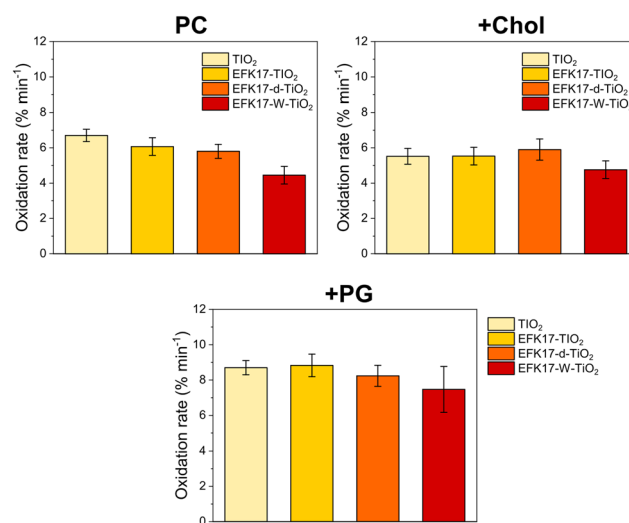 PC
12
10
8
6
4
2
0
Oxidation rate (% min⁻¹)
TIO₂
EFK17-TIO₂
EFK17-d-TiO₂
EFK17-W-TiO₂
+Chol
12
10
8
6
4
2
0
Oxidation rate (% min⁻¹)
TIO₂
EFK17-TIO₂
EFK17-d-TiO₂
EFK17-W-TiO
+PG
12
10
8
6
4
2
0
Oxidation rate (% min⁻¹)
TIO₂
EFK17-TIO₂
EFK17-d-TiO₂
EFK17-W-TiO₂